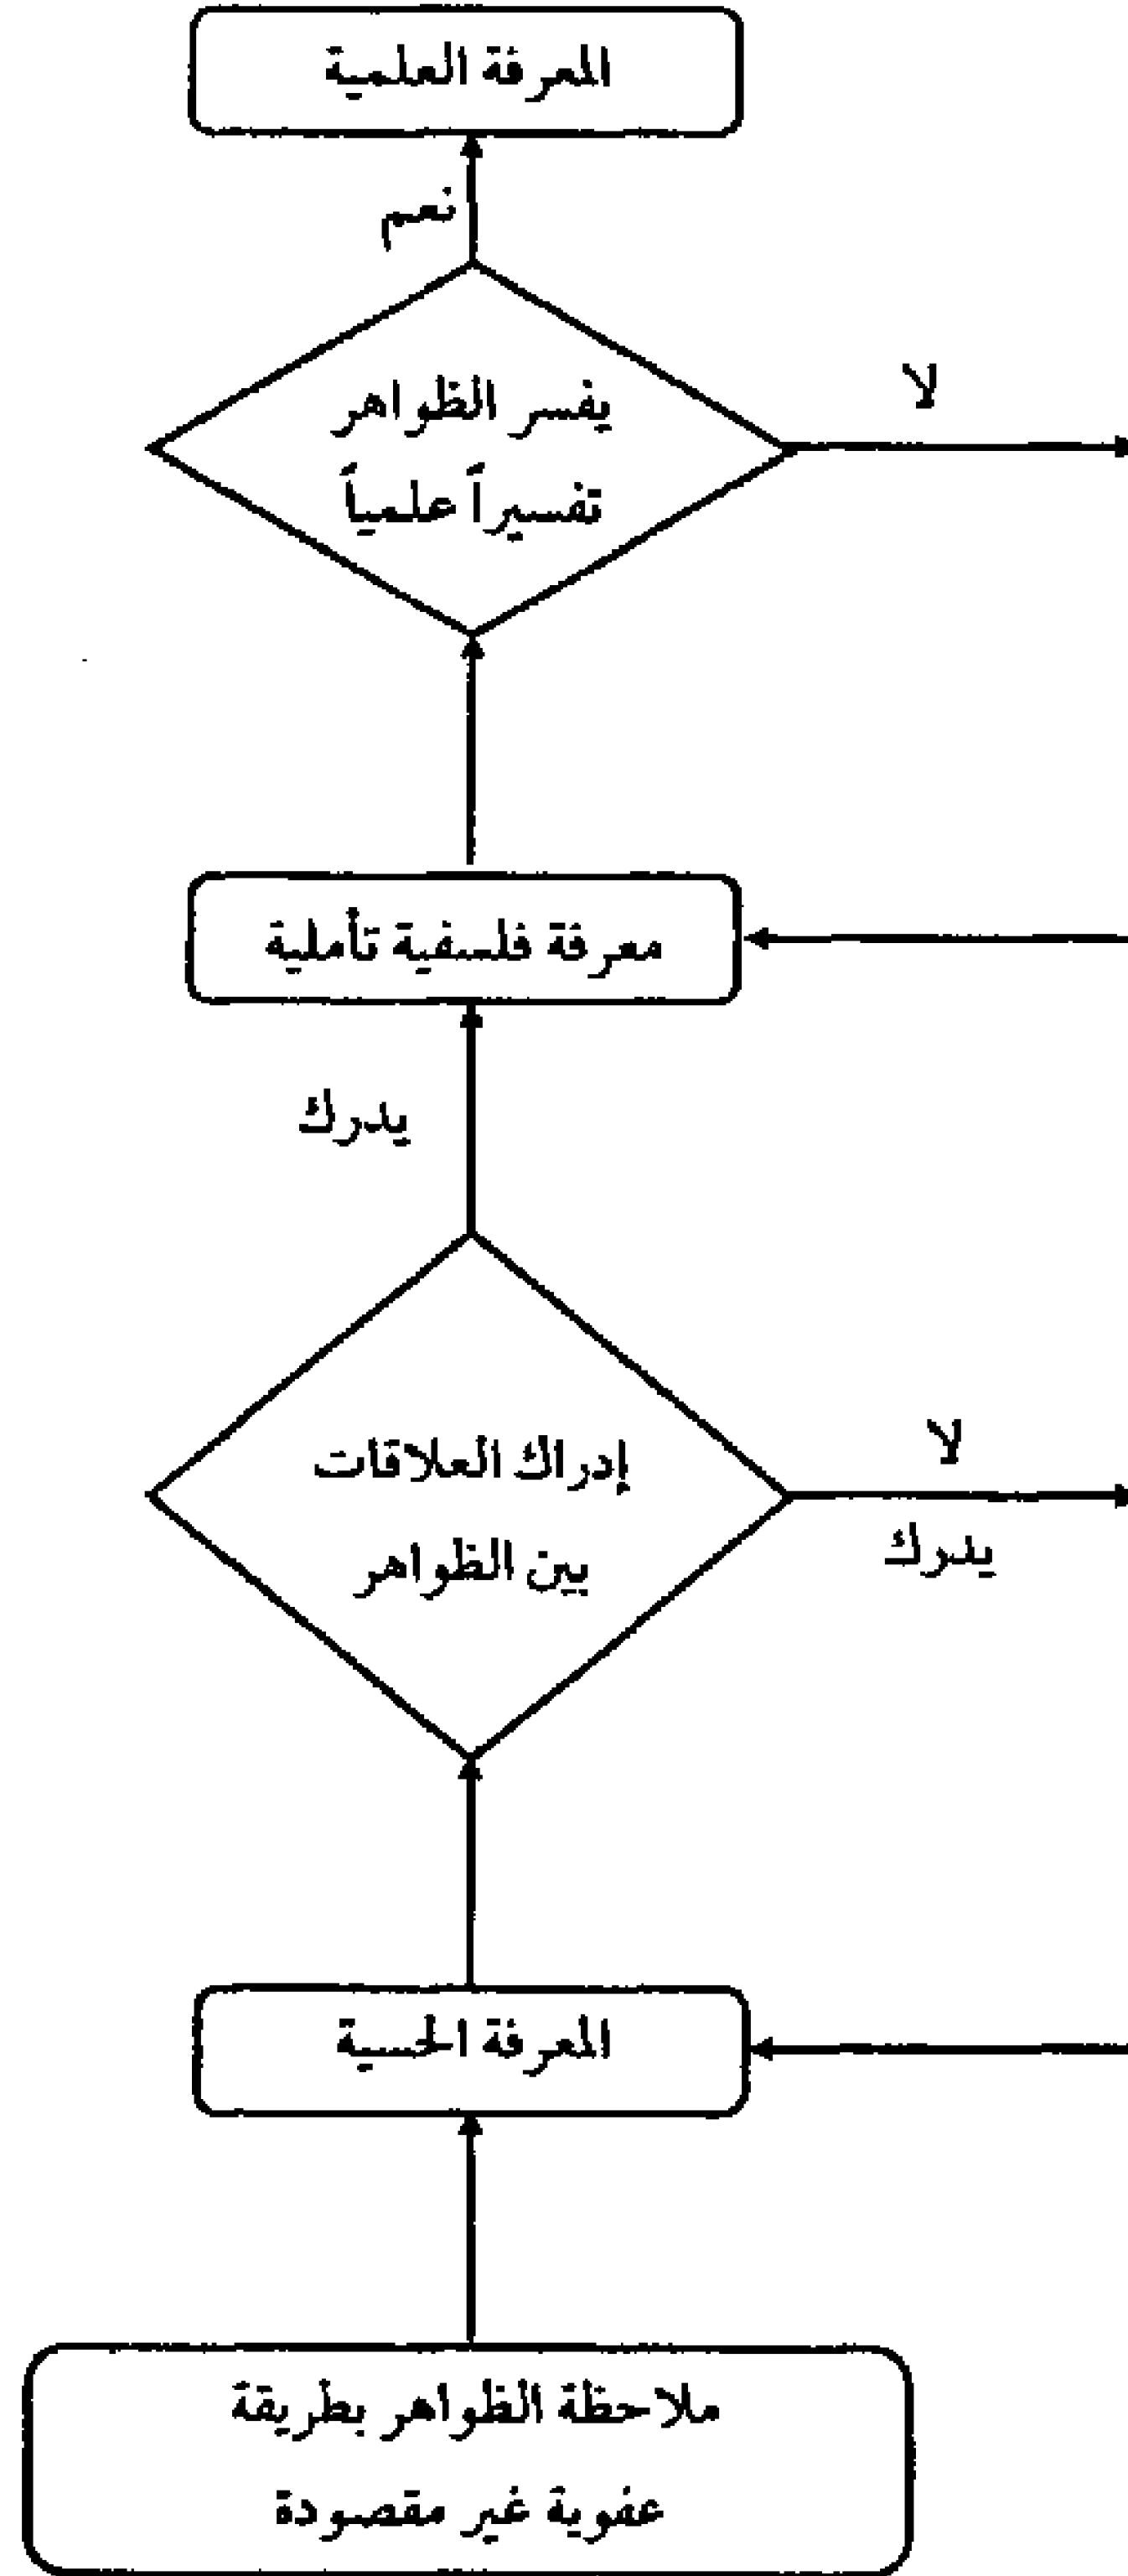 المعرفة العلمية
نعم
لا
يفسر الظواهر
تفسيراً علمياً
معرفة فلسفية تأملية
يدرك
إدراك العلاقات
بين الظواهر
لا
يدرك
المعرفة الحسية
ملاحظة الظواهر بطريقة
عفوية غير مقصودة